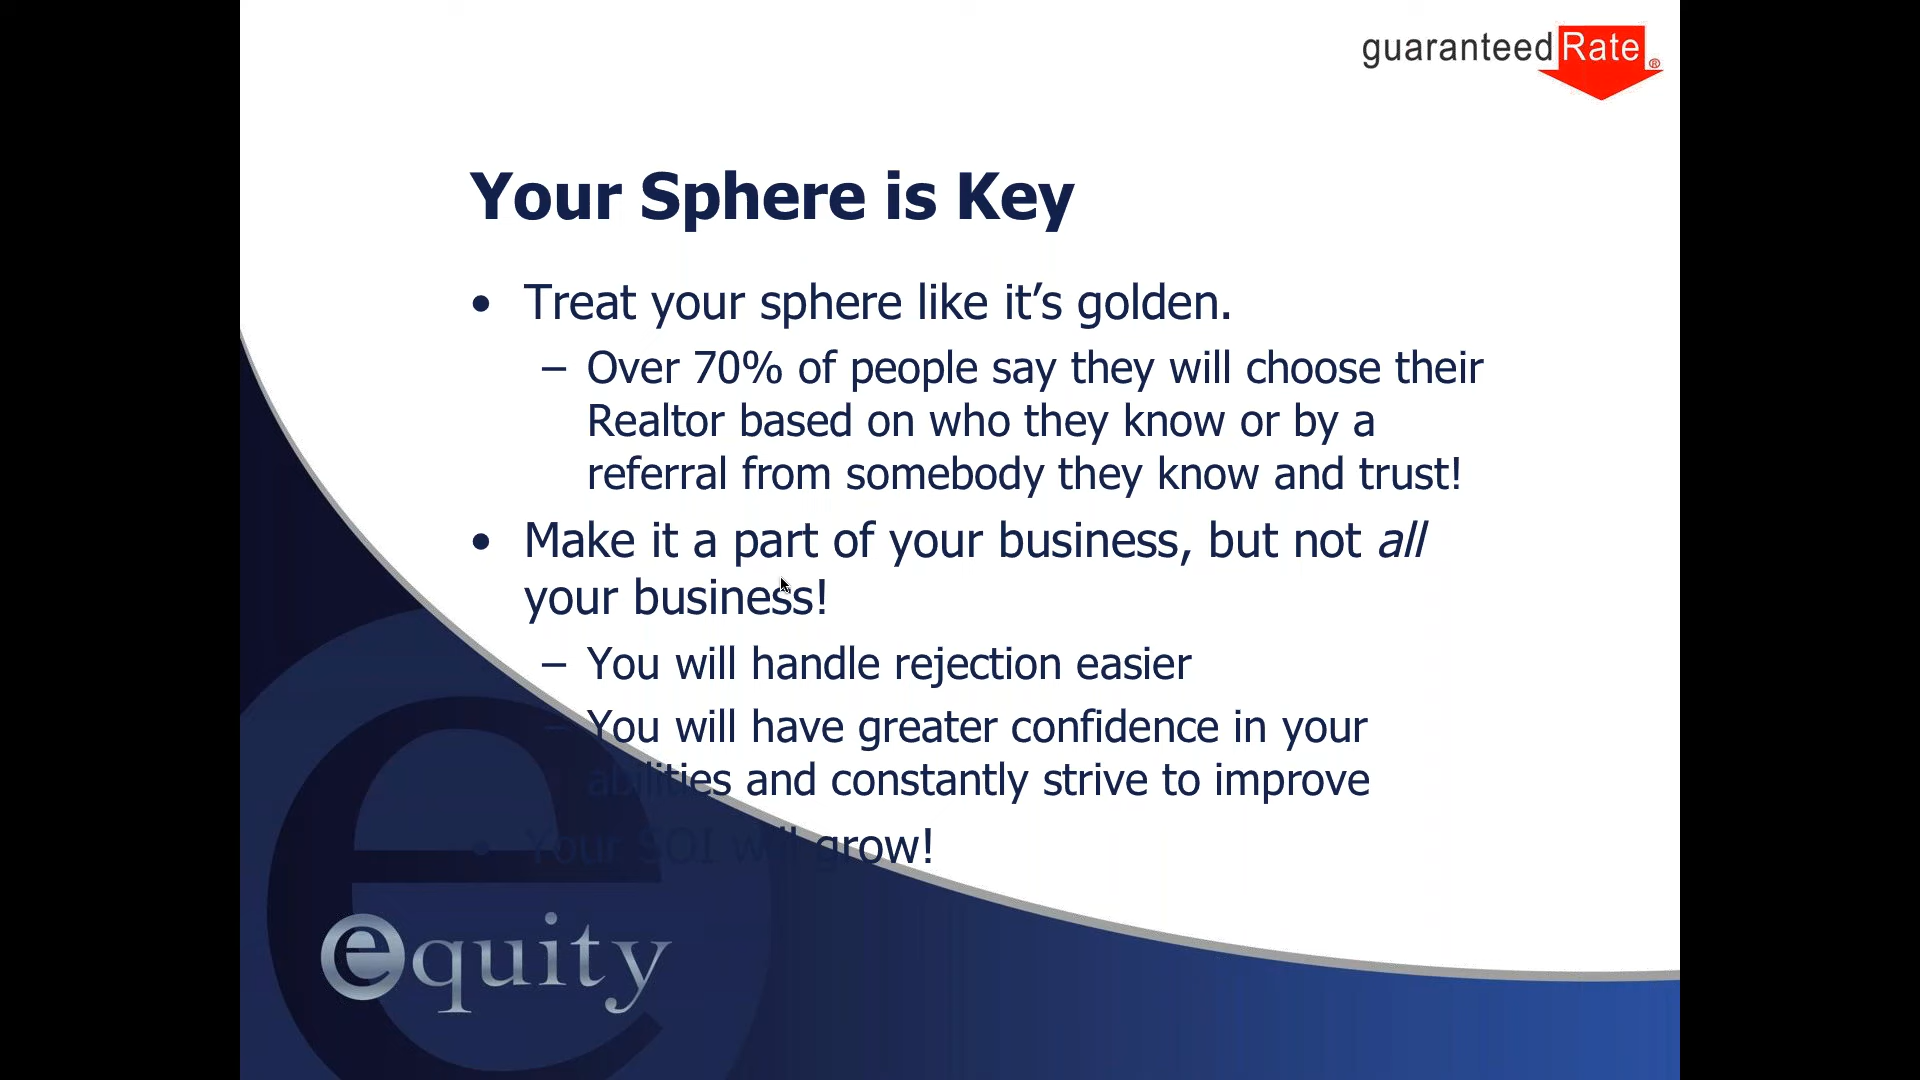 guaranteedRate®
Your Sphere is Key
• Treat your sphere like it’s golden.
– Over 70% of people say they will choose their
Realtor based on who they know or by a
referral from somebody they know and trust!
• Make it a part of your business, but not all
your business!
– You will handle rejection easier
– You will have greater confidence in your
abilities and constantly strive to improve
• Your SOI will grow!
equity